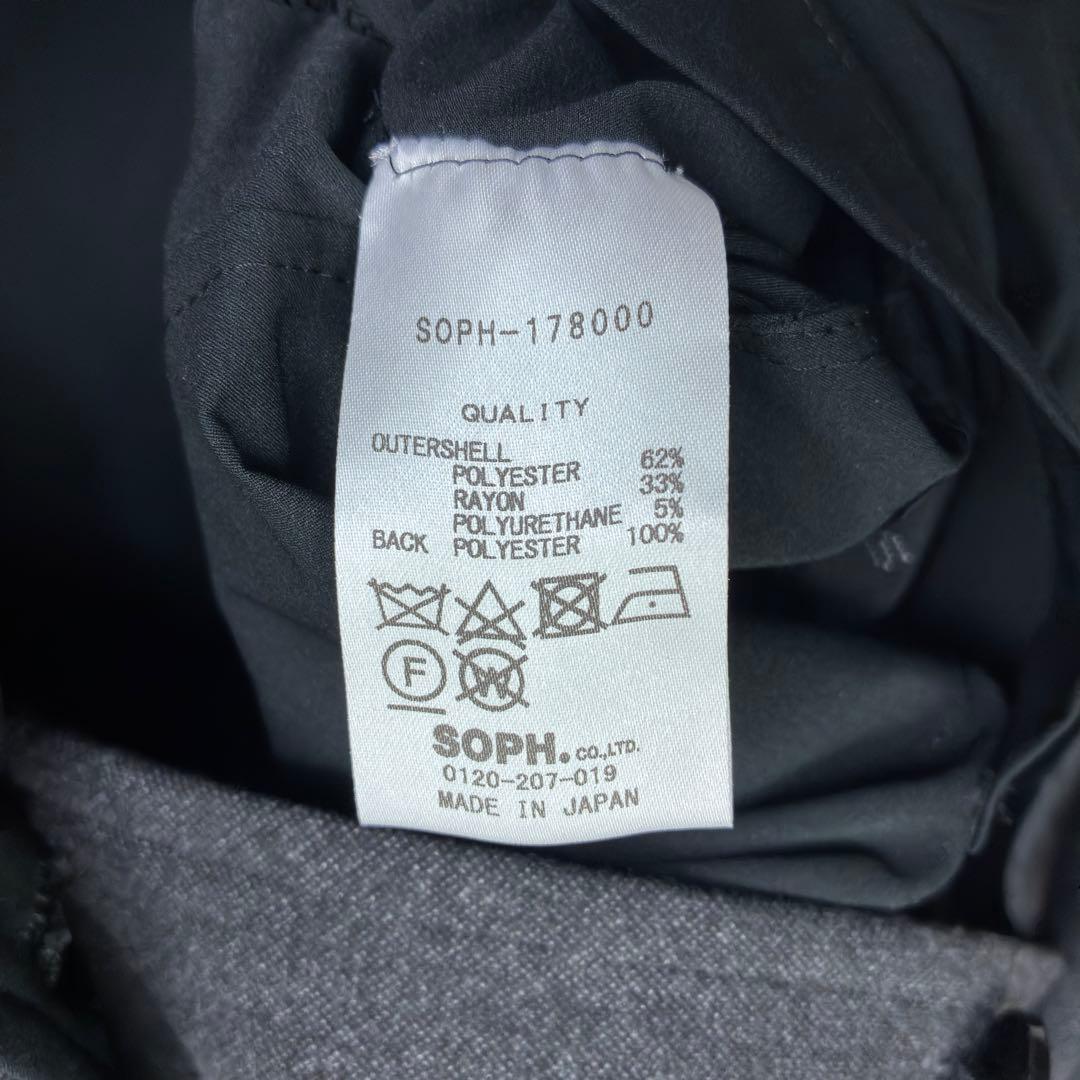 SOPH-178000
QUALITY
OUTERSHELL
POLYESTER 62%
RAYON 33%
POLYURETHANE 5%
BACK POLYESTER 100%
F W
SOPH. CO.,LTD.
0120-207-019
MADE IN JAPAN